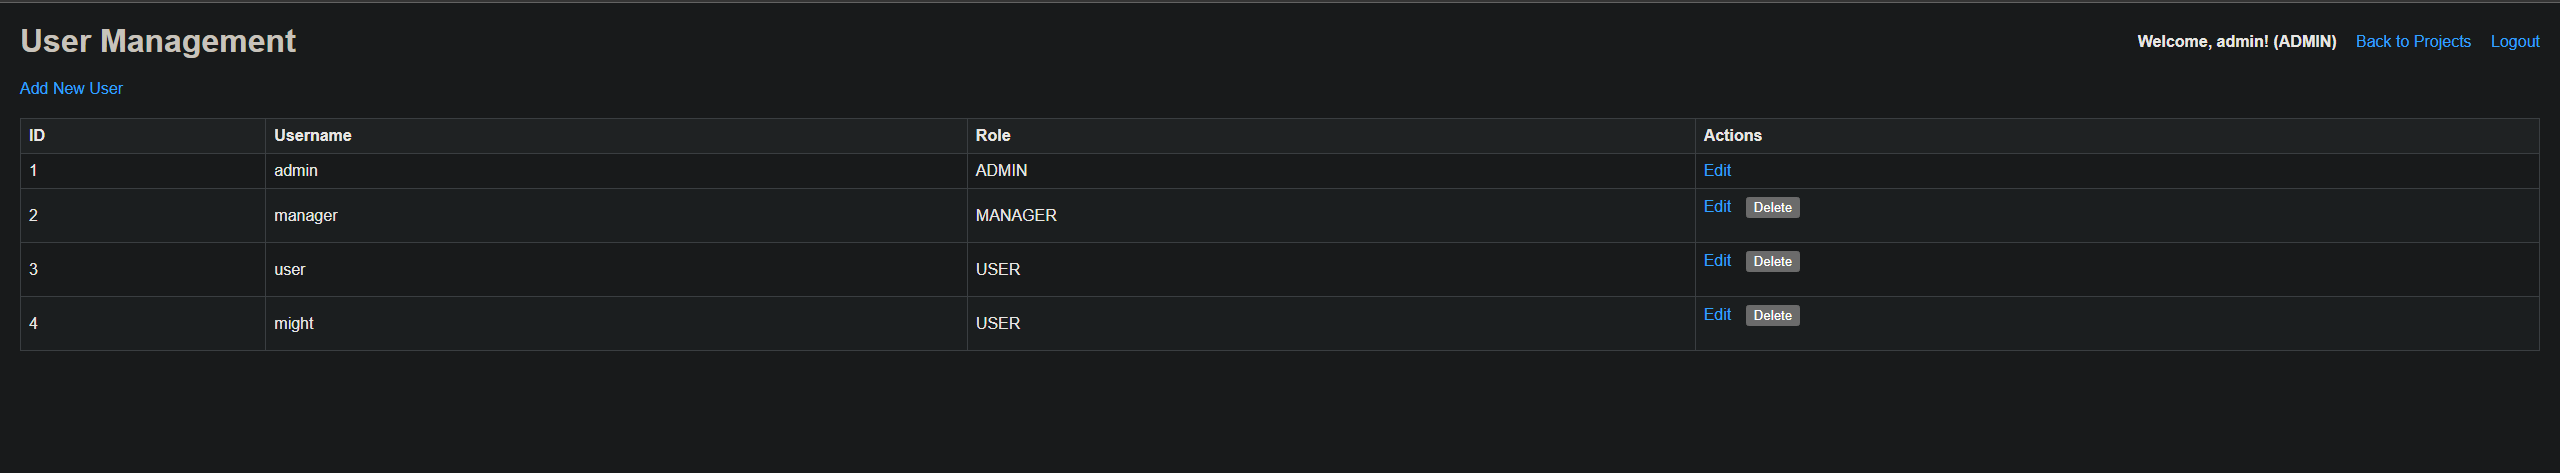 User Management
Welcome, admin! (ADMIN) Back to Projects Logout
Add New User
ID Username Role Actions
1 admin ADMIN Edit
2 manager MANAGER Edit Delete
3 user USER Edit Delete
4 might USER Edit Delete